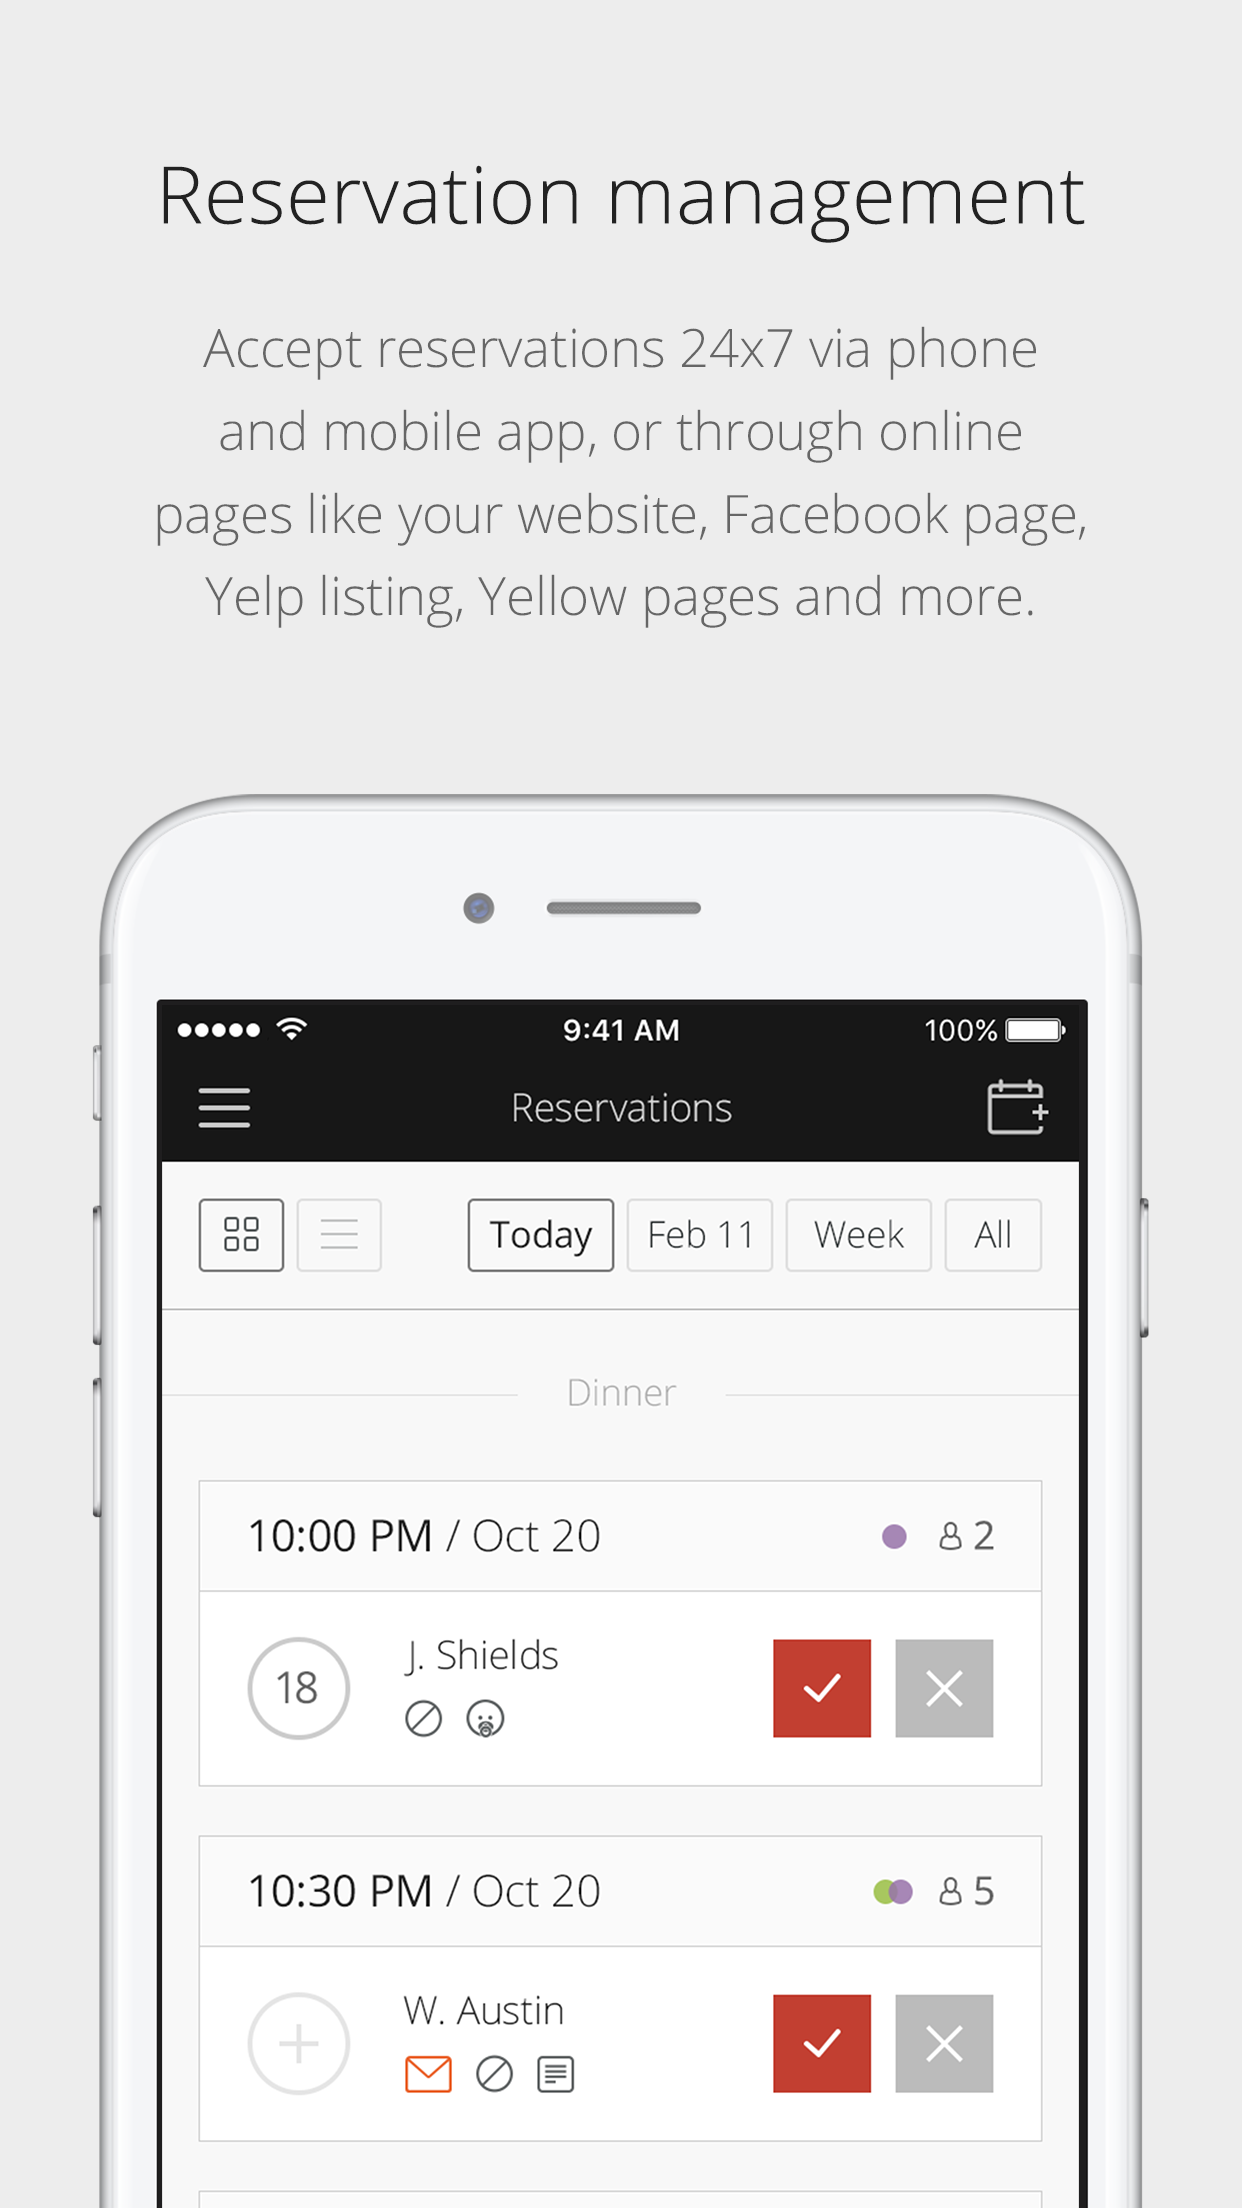 Reservation management
Accept reservations 24x7 via phone
and mobile app, or through online
pages like your website, Facebook page,
Yelp listing, Yellow pages and more.
9:41 AM
100%
Reservations
Today
Feb 11
Week
All
Dinner
10:00 PM / Oct 20
2
18
J. Shields
10:30 PM / Oct 20
5
W. Austin